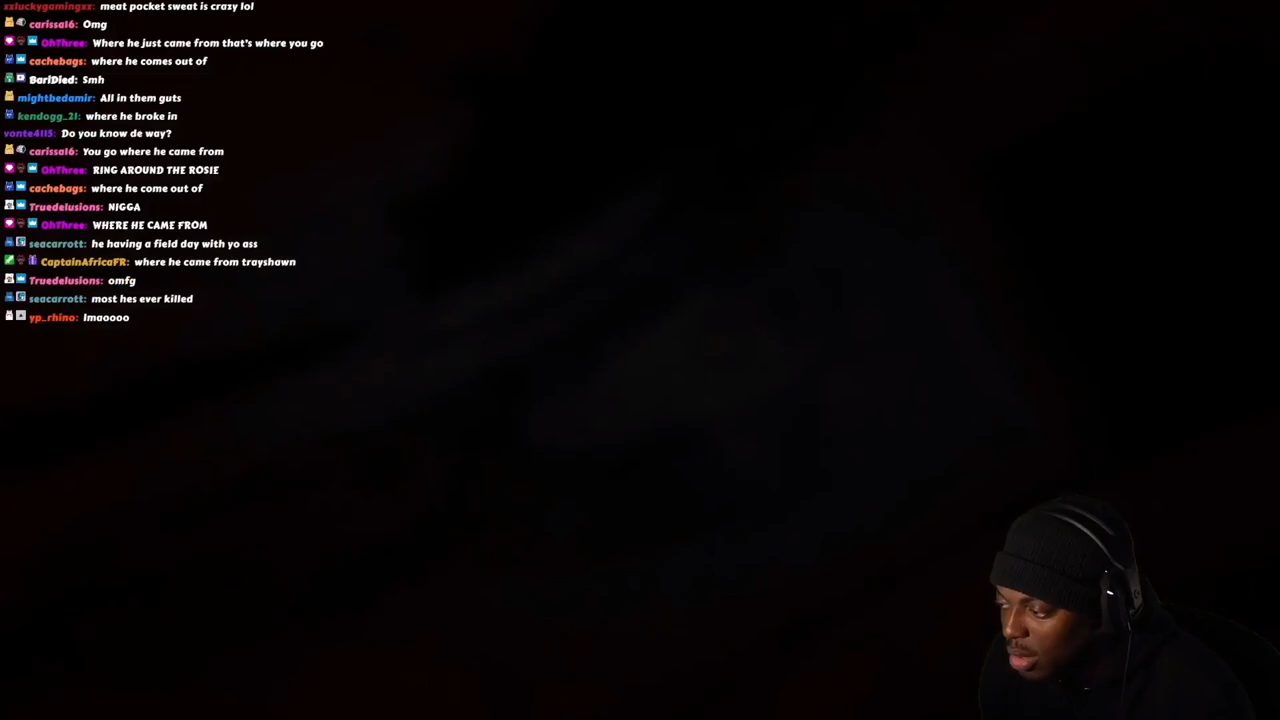 xxluckygamingxx: meat pocket sweat is crazy lol
carissa16: Omg
OhThree: Where he just came from that's where you go
cachebags: where he comes out of
BariDied: Smh
mightbedamir: All in them guts
kendogg_21: where he broke in
vonte4115: Do you know de way?
carissa16: You go where he came from
OhThree: RING AROUND THE ROSIE
cachebags: where he come out of
Truedelusions: NIGGA
OhThree: WHERE HE CAME FROM
seacarrott: he having a field day with yo ass
CaptainAfricaFR: where he came from trayshawn
Truedelusions: omfg
seacarrott: most hes ever killed
yp_rhino: lmaoooo